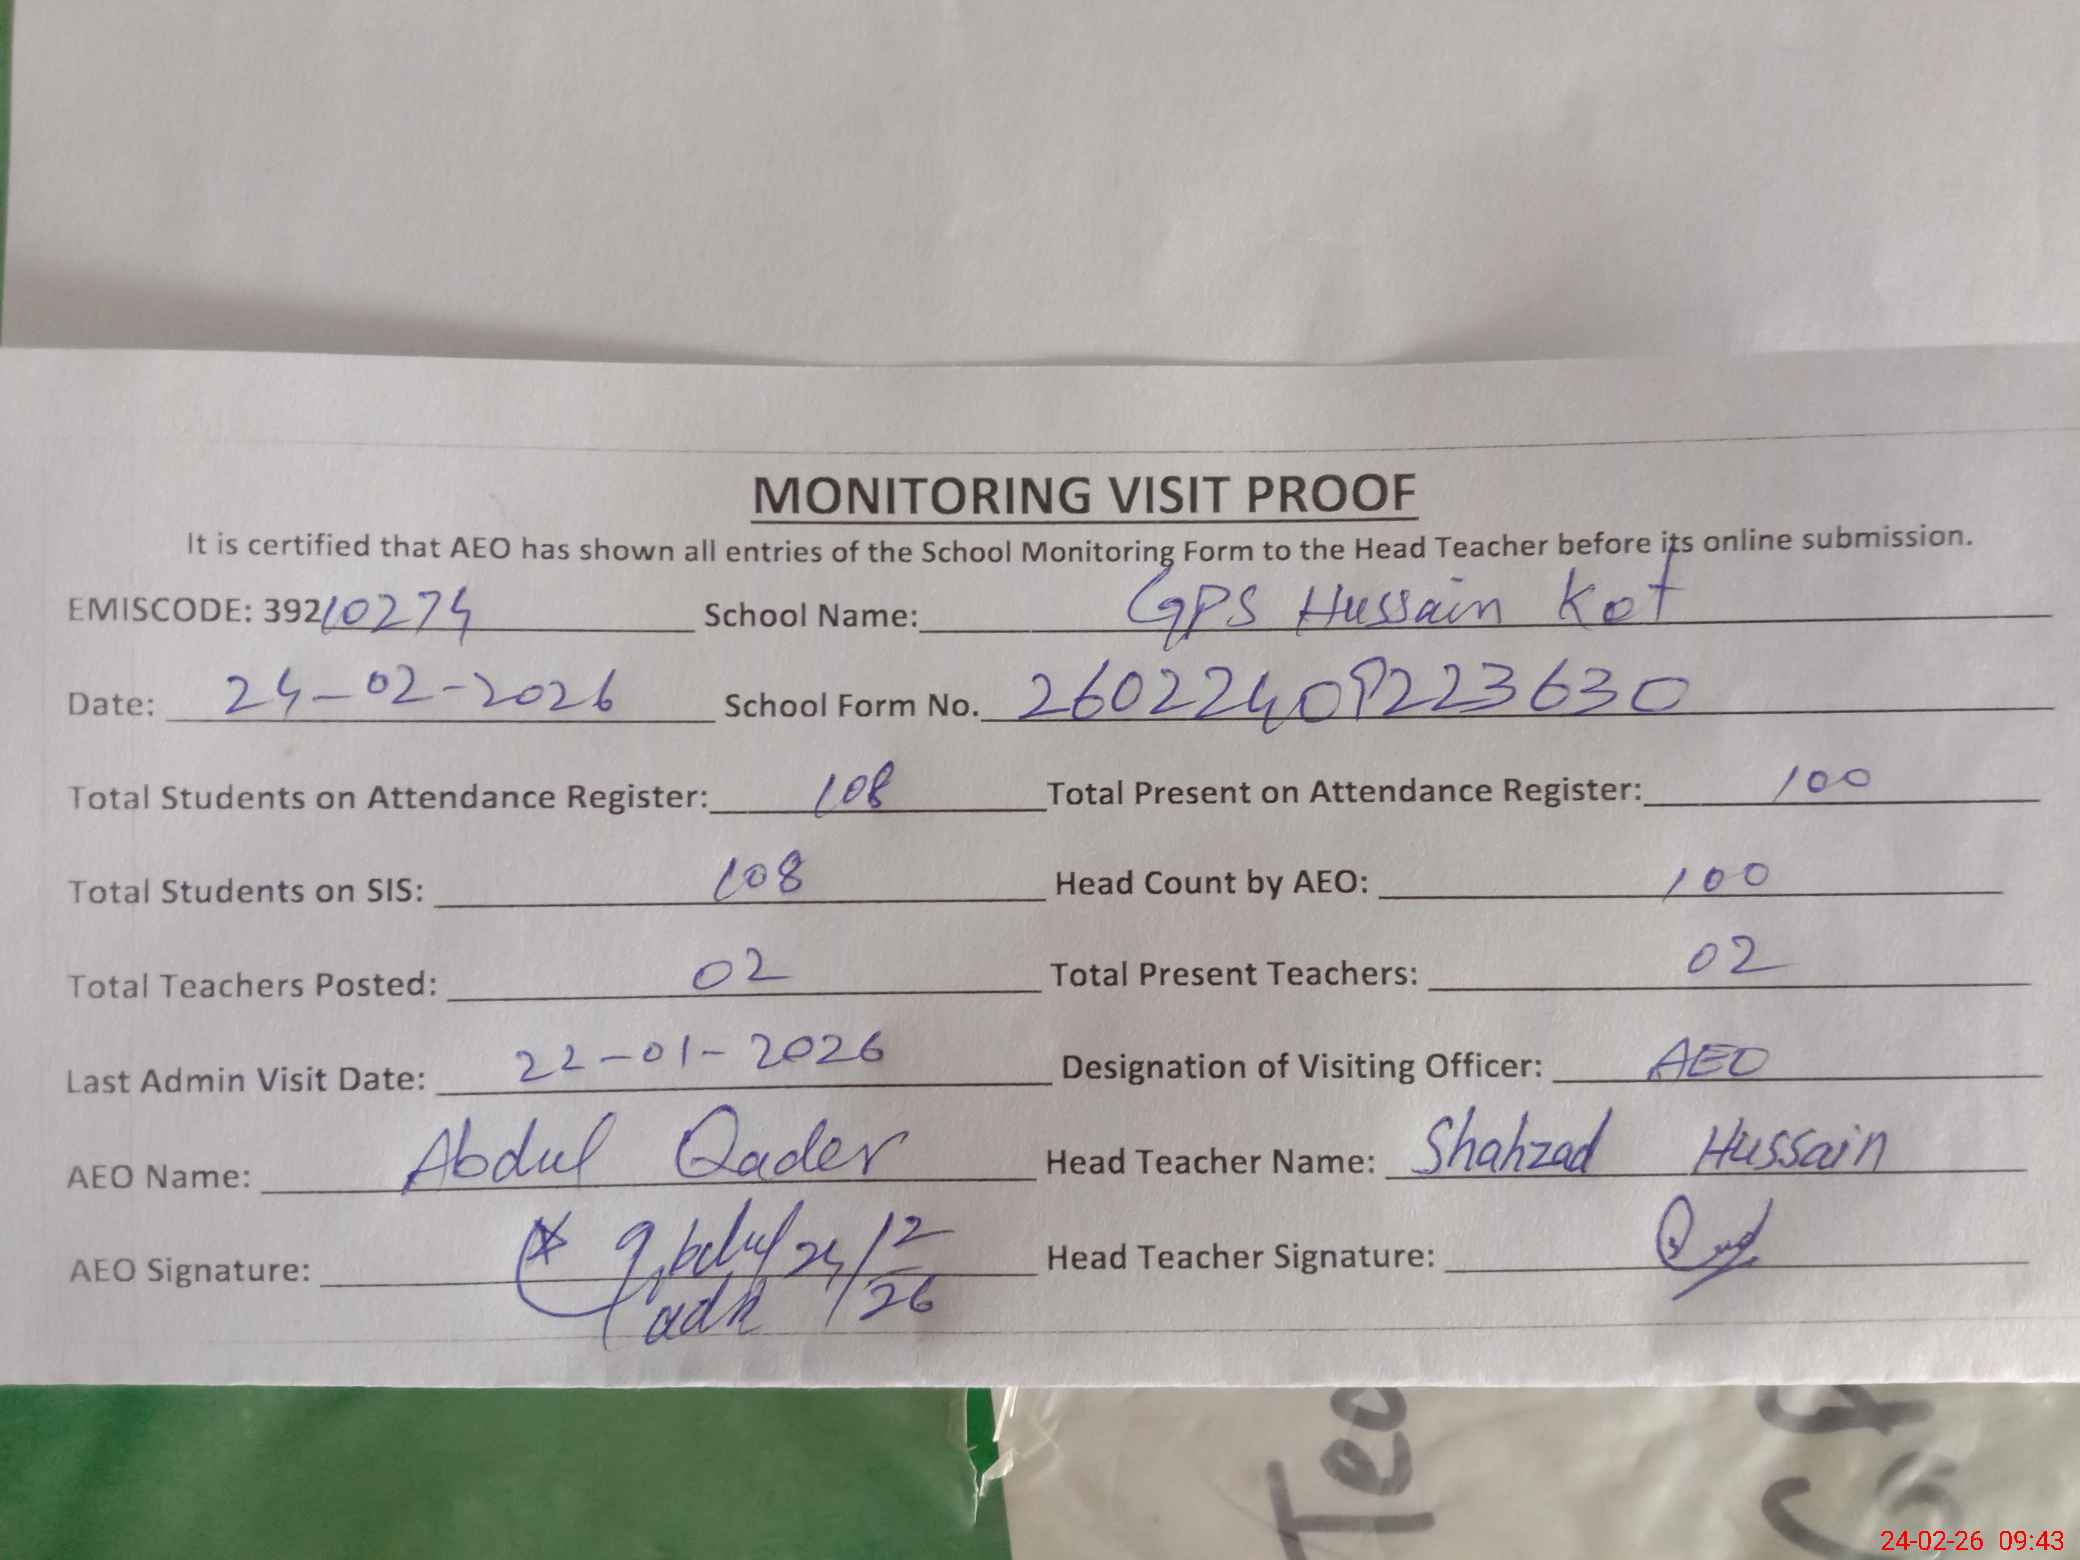 MONITORING VISIT PROOF
It is certified that AEO has shown all entries of the School Monitoring Form to the Head Teacher before its online submission.
EMISCODE: 39210274 School Name: GPS Hussain Kot
Date: 24-02-2026 School Form No. 26022409223630
Total Students on Attendance Register: 108 Total Present on Attendance Register: 100
Total Students on SIS: 108 Head Count by AEO: 100
Total Teachers Posted: 02 Total Present Teachers: 02
Last Admin Visit Date: 22-01-2026 Designation of Visiting Officer: AEO
AEO Name: Abdul Qader Head Teacher Name: Shahzad Hussain
AEO Signature: 24/2/26 Head Teacher Signature:
Tea
24-02-26 09:43